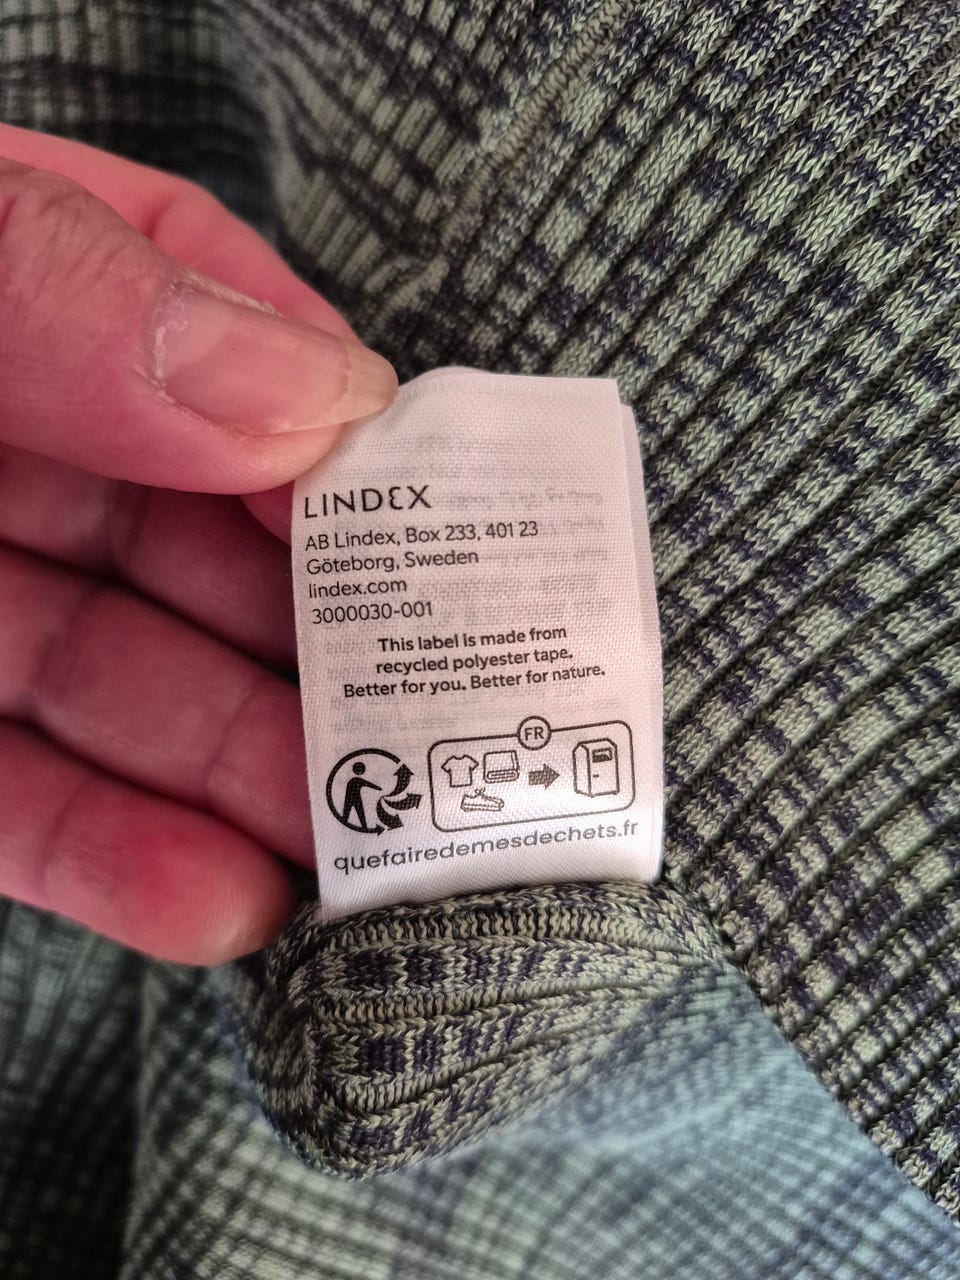 LINDEX
AB Lindex, Box 233, 401 23
Göteborg, Sweden
lindex.com
3000030-001
This label is made from
recycled polyester tape.
Better for you. Better for nature.
FR
quefairedemesdechets.fr